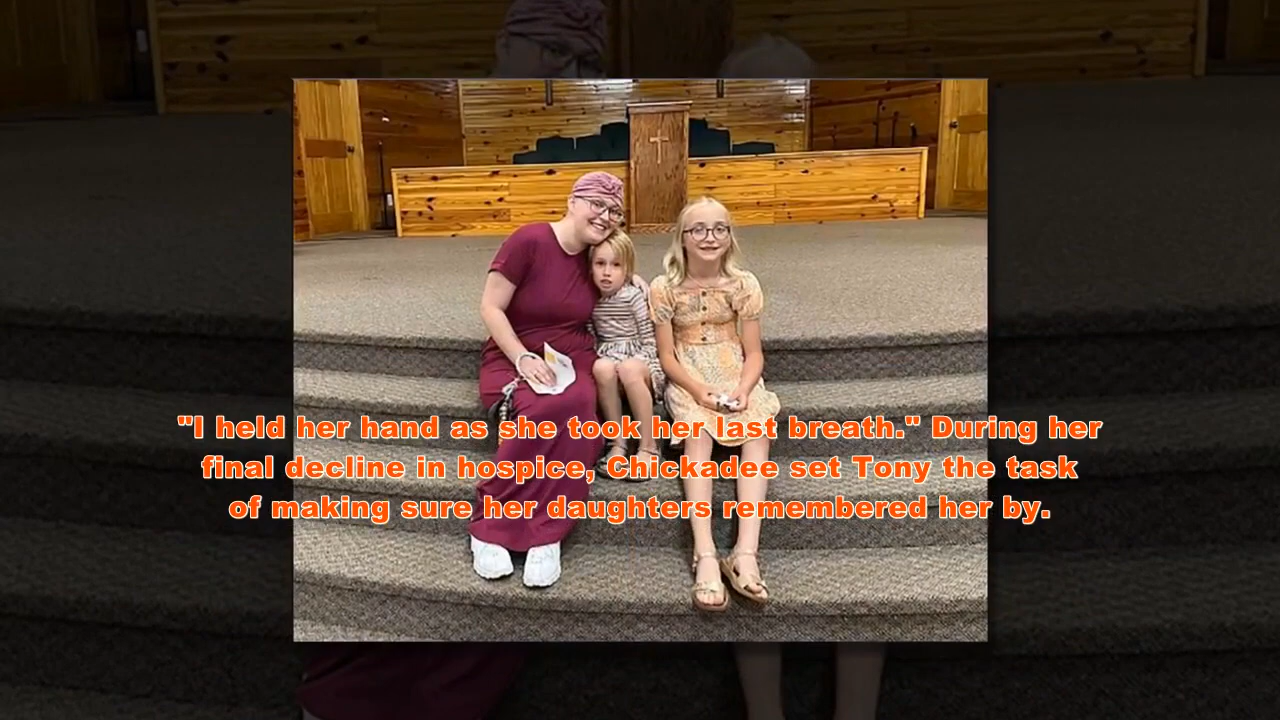 "I held her hand as she took her last breath." During her
final decline in hospice, Chickadee set Tony the task
of making sure her daughters remembered her by.